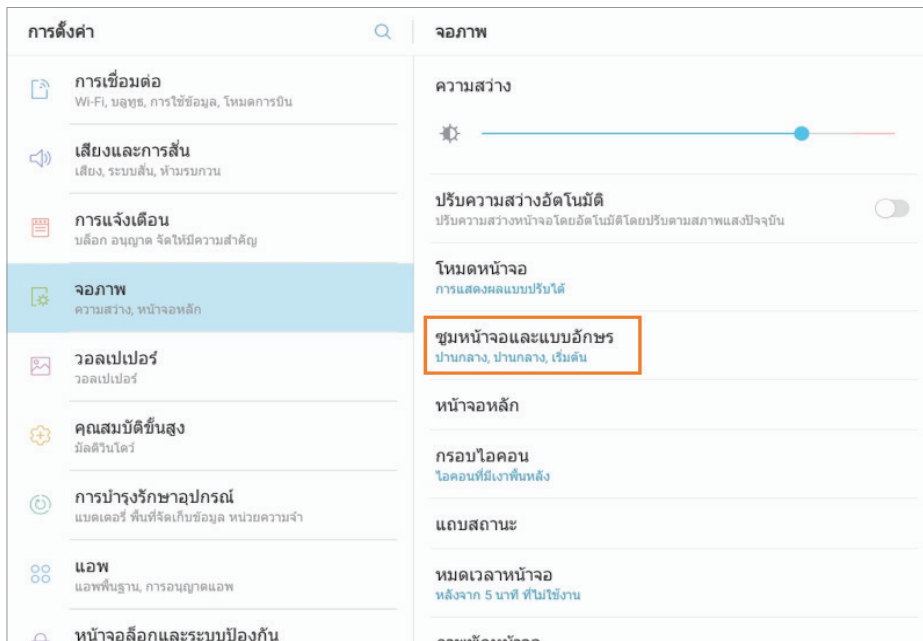 การตั้งค่า
การเชื่อมต่อ
Wi-Fi, บลูทูธ, การใช้ข้อมูล, โหมดการบิน
เสียงและการสั่น
เสียง, ระบบสั่น, ห้ามรบกวน
การแจ้งเตือน
บล็อก อนุญาต จัดให้มีความสำคัญ
จอภาพ
ความสว่าง, หน้าจอหลัก
วอลเปเปอร์
วอลเปเปอร์
คุณสมบัติขั้นสูง
มัลติวินโดว์
การบำรุงรักษาอุปกรณ์
แบตเตอรี่ พื้นที่จัดเก็บข้อมูล หน่วยความจำ
แอพ
แอพพื้นฐาน, การอนุญาตแอพ
หน้าจอล็อกและระบบป้องกัน
จอภาพ
ความสว่าง
ปรับความสว่างอัตโนมัติ
ปรับความสว่างหน้าจอโดยอัตโนมัติโดยปรับตามสภาพแสงปัจจุบัน
โหมดหน้าจอ
การแสดงผลแบบปรับได้
ซูมหน้าจอและแบบอักษร
ปานกลาง, ปานกลาง, เริ่มต้น
หน้าจอหลัก
กรอบไอคอน
ไอคอนที่มีเงาพื้นหลัง
แถบสถานะ
หมดเวลาหน้าจอ
หลังจาก 5 นาที ที่ไม่ใช้งาน